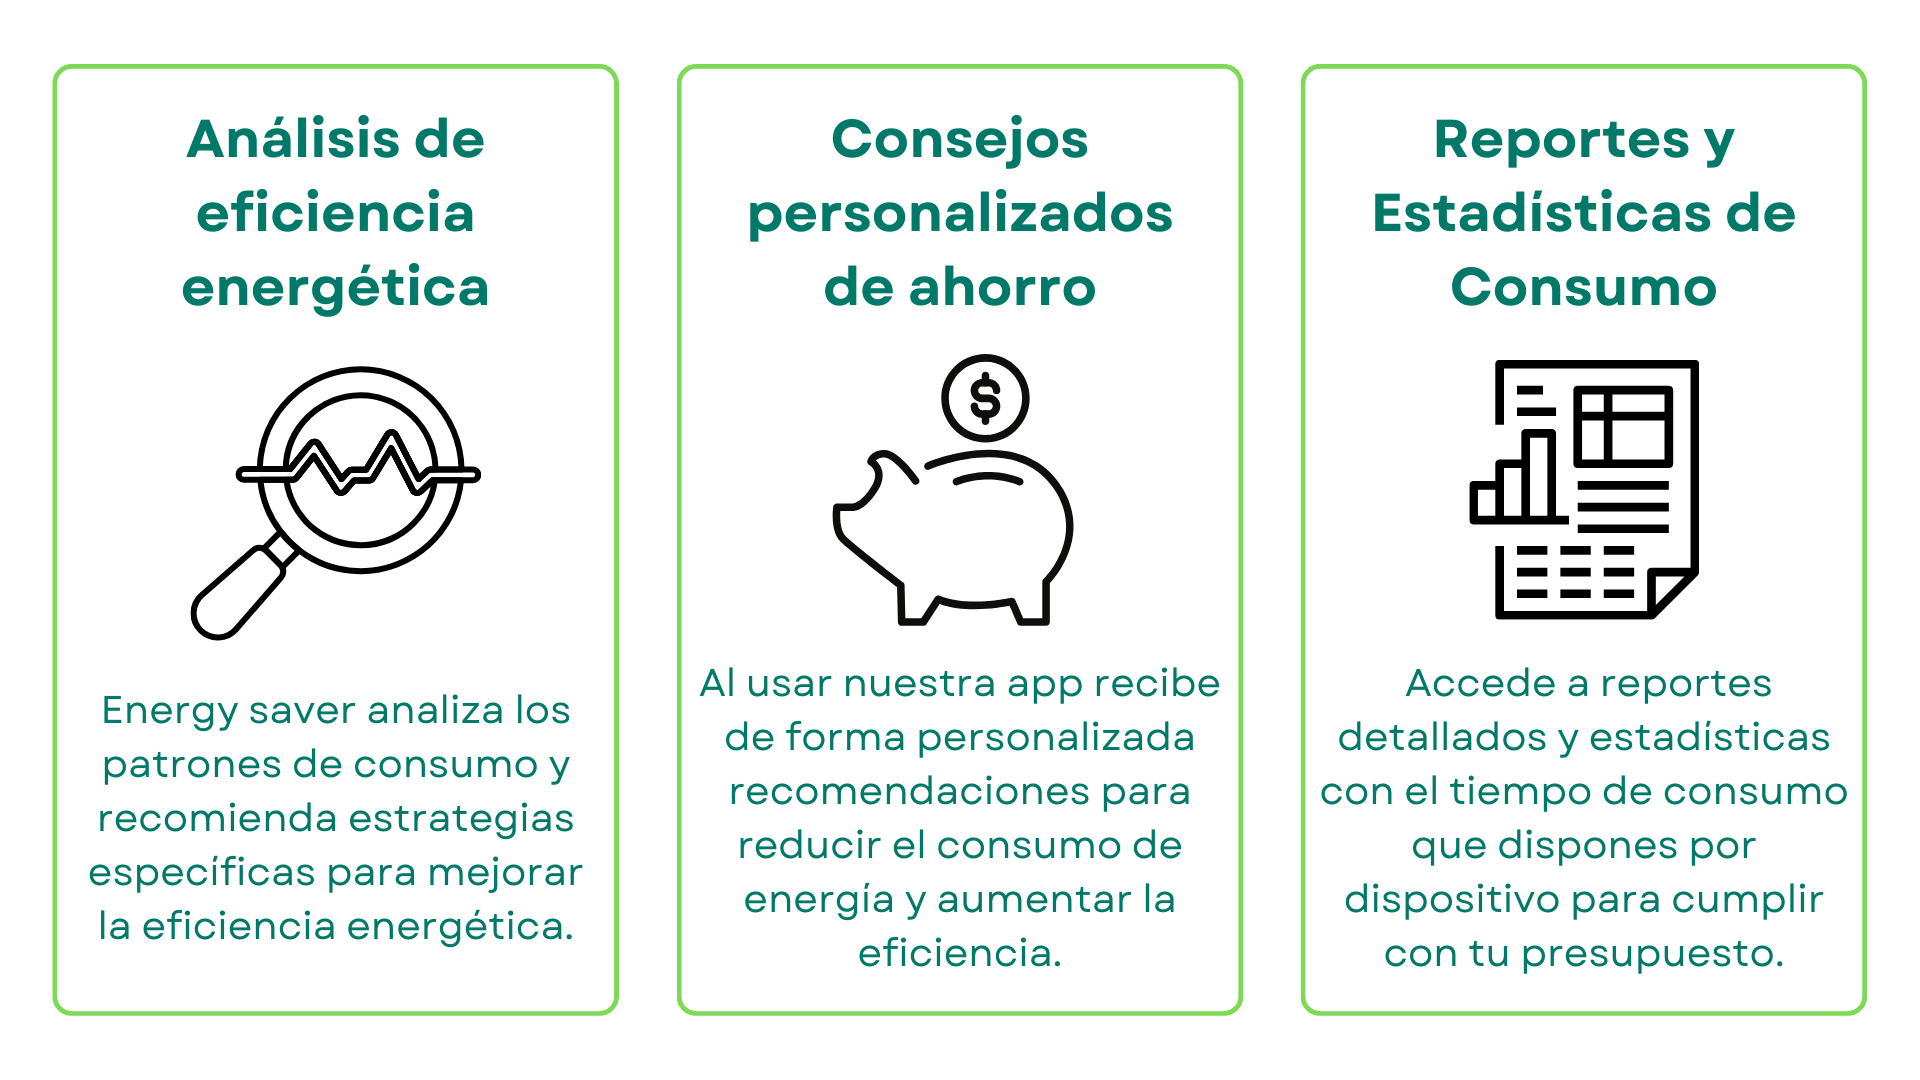 Análisis de
eficiencia
energética
Energy saver analiza los
patrones de consumo y
recomienda estrategias
específicas para mejorar
la eficiencia energética.
Consejos
personalizados
de ahorro
$
Al usar nuestra app recibe
de forma personalizada
recomendaciones para
reducir el consumo de
energía y aumentar la
eficiencia.
Reportes y
Estadísticas de
Consumo
Accede a reportes
detallados y estadísticas
con el tiempo de consumo
que dispones por
dispositivo para cumplir
con tu presupuesto.